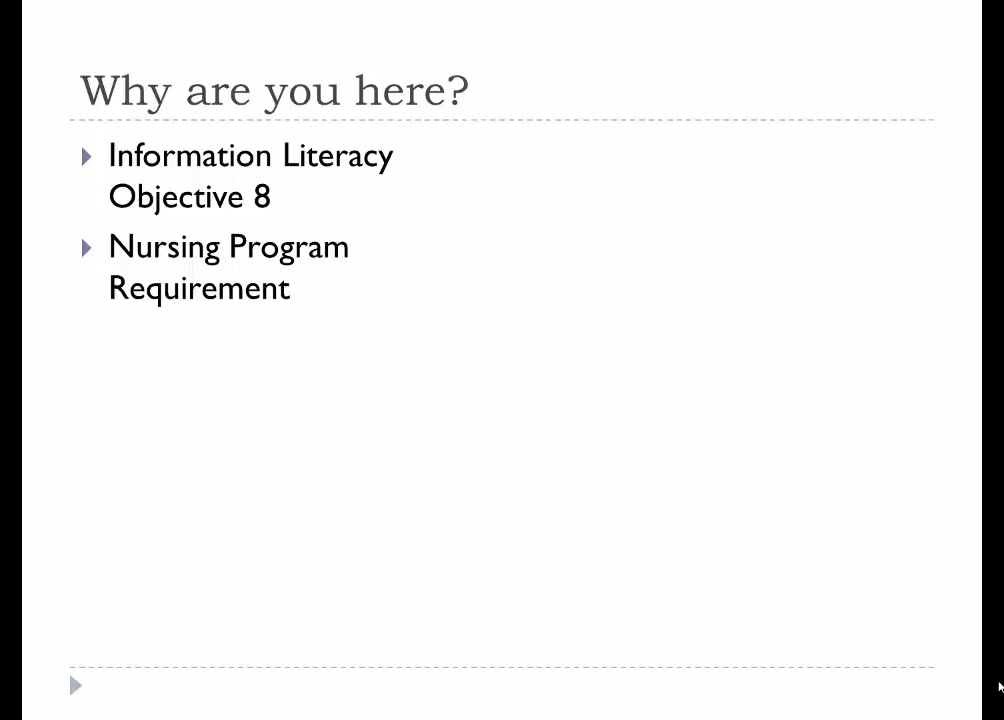 Why are you here?
Information Literacy
Objective 8
Nursing Program
Requirement